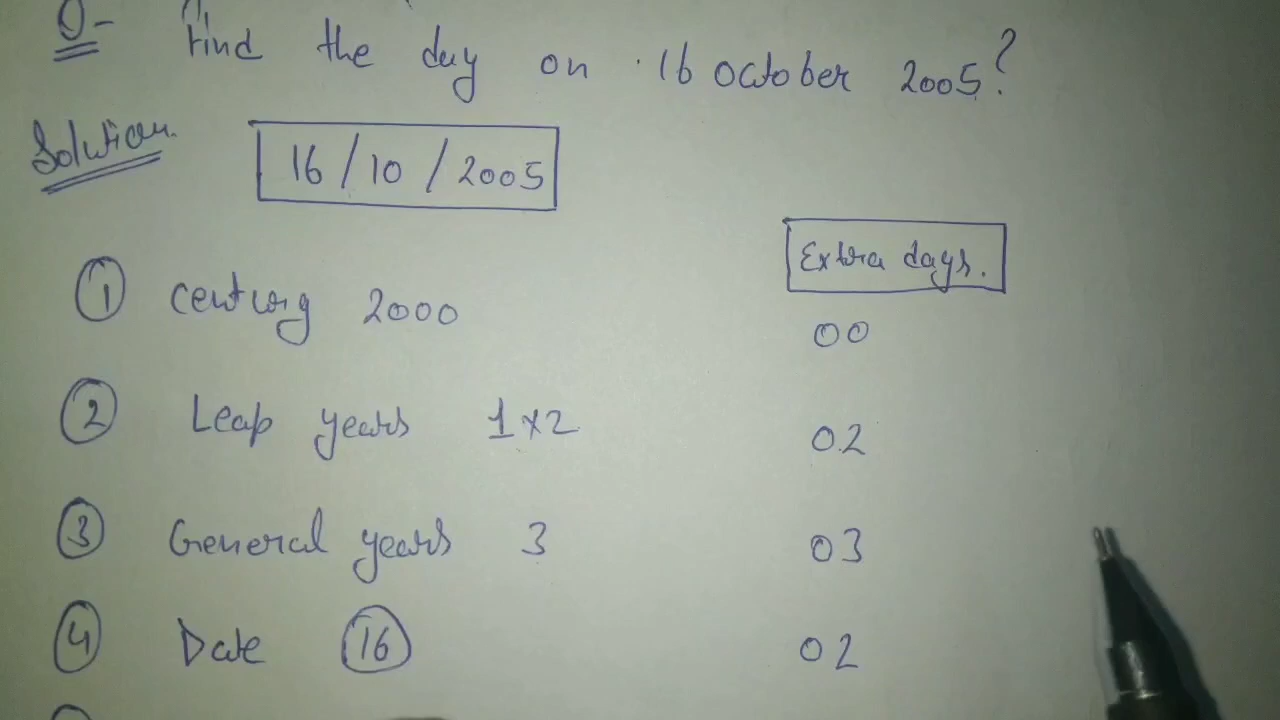 Q- Find the day on 16 october 2005?
Solution.
16/10/2005
Extra days.
1 century 2000 00
2 Leap years 1×2 02
3 General years 3 03
4 Date 16 02